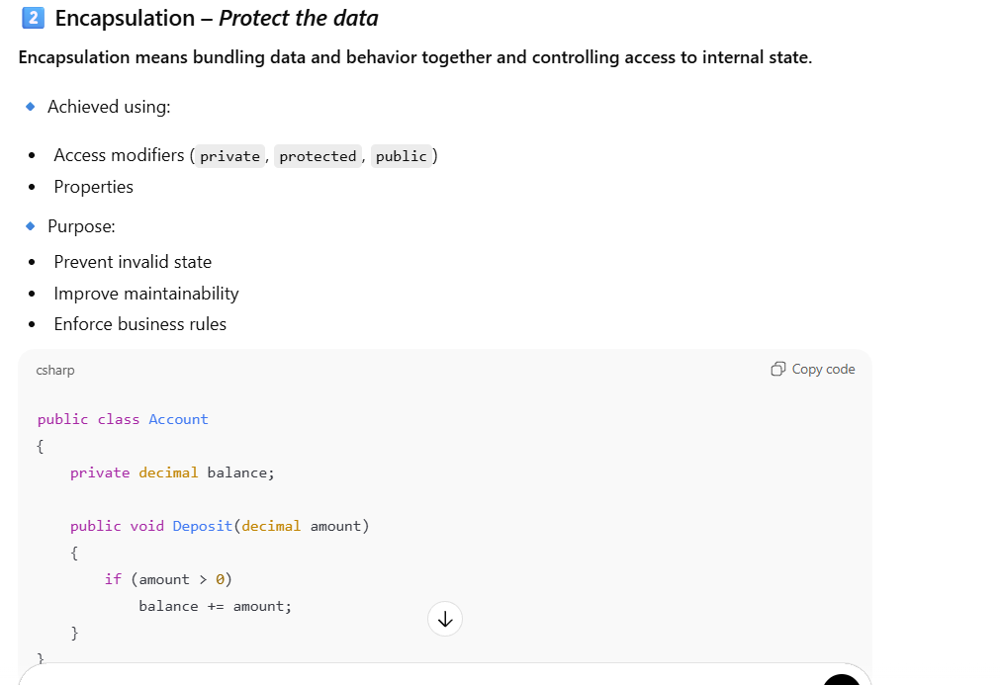 2 Encapsulation – Protect the data
Encapsulation means bundling data and behavior together and controlling access to internal state.
🔹 Achieved using:
• Access modifiers (private, protected, public)
• Properties
🔹 Purpose:
• Prevent invalid state
• Improve maintainability
• Enforce business rules
csharp
Copy code
public class Account
{
    private decimal balance;
    public void Deposit(decimal amount)
    {
        if (amount > 0)
            balance += amount;
    }
}